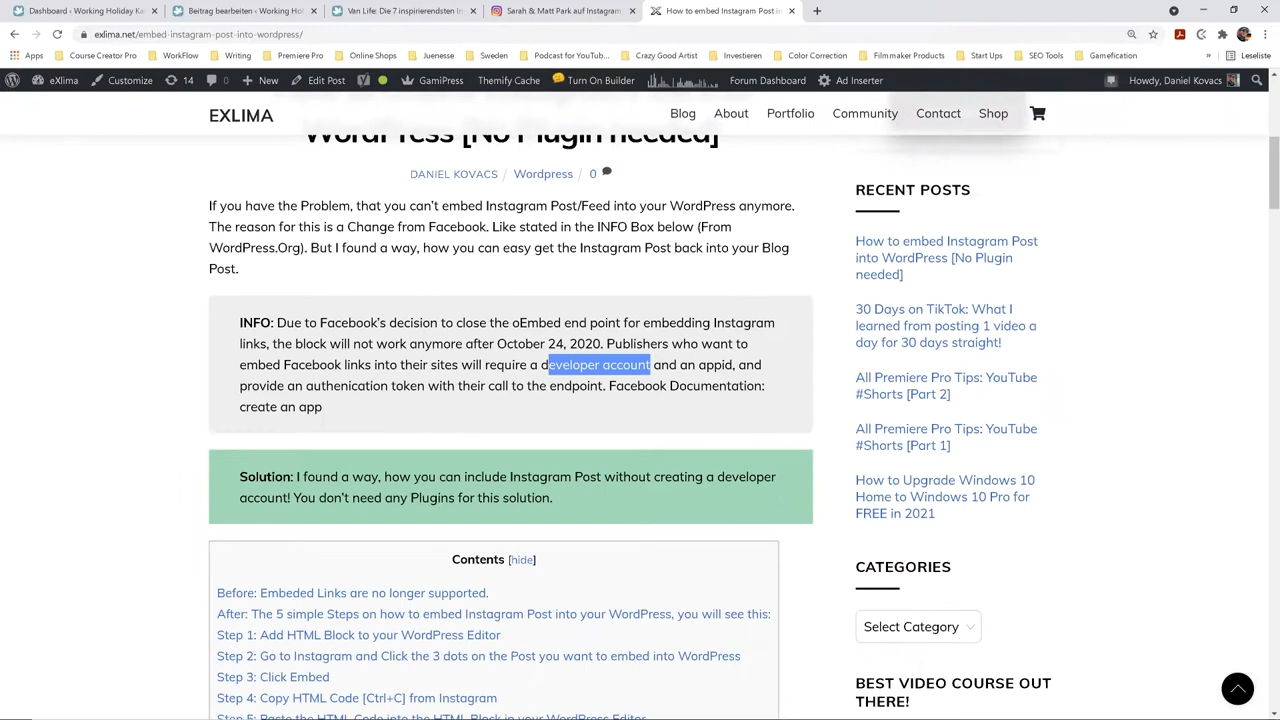 Dashboard ‹ Working Holiday Ka
Beitrag bearbeiten ‹ Working Hol
Van Life: Die 7 inspirierendsten In
Sarah & Matt Park auf Instagram
How to embed Instagram Post in
exlima.net/embed-instagram-post-into-wordpress/
Apps
Course Creator Pro
WorkFlow
Writing
Premiere Pro
Online Shops
Juenesse
Sweden
Podcast for YouTub...
Crazy Good Artist
Investieren
Color Correction
Filmmaker Products
Start Ups
SEO Tools
Gamification
»
Leseliste
eXlima
Customize
14
0
New
Edit Post
GamiPress
Themify Cache
Turn On Builder
Forum Dashboard
Ad Inserter
Howdy, Daniel Kovacs
EXLIMA
Blog
About
Portfolio
Community
Contact
Shop
WordPress [No Plugin needed]
DANIEL KOVACS / Wordpress / 0
If you have the Problem, that you can't embed Instagram Post/Feed into your WordPress anymore.
The reason for this is a Change from Facebook. Like stated in the INFO Box below (From
WordPress.Org). But I found a way, how you can easy get the Instagram Post back into your Blog
Post.
INFO: Due to Facebook's decision to close the oEmbed end point for embedding Instagram
links, the block will not work anymore after October 24, 2020. Publishers who want to
embed Facebook links into their sites will require a developer account and an appid, and
provide an authenication token with their call to the endpoint. Facebook Documentation:
create an app
Solution: I found a way, how you can include Instagram Post without creating a developer
account! You don't need any Plugins for this solution.
Contents [hide]
Before: Embeded Links are no longer supported.
After: The 5 simple Steps on how to embed Instagram Post into your WordPress, you will see this:
Step 1: Add HTML Block to your WordPress Editor
Step 2: Go to Instagram and Click the 3 dots on the Post you want to embed into WordPress
Step 3: Click Embed
Step 4: Copy HTML Code [Ctrl+C] from Instagram
Step 5: Paste the HTML Code into the HTML Block in your WordPress Editor
RECENT POSTS
How to embed Instagram Post
into WordPress [No Plugin
needed]
30 Days on TikTok: What I
learned from posting 1 video a
day for 30 days straight!
All Premiere Pro Tips: YouTube
#Shorts [Part 2]
All Premiere Pro Tips: YouTube
#Shorts [Part 1]
How to Upgrade Windows 10
Home to Windows 10 Pro for
FREE in 2021
CATEGORIES
Select Category
BEST VIDEO COURSE OUT
THERE!